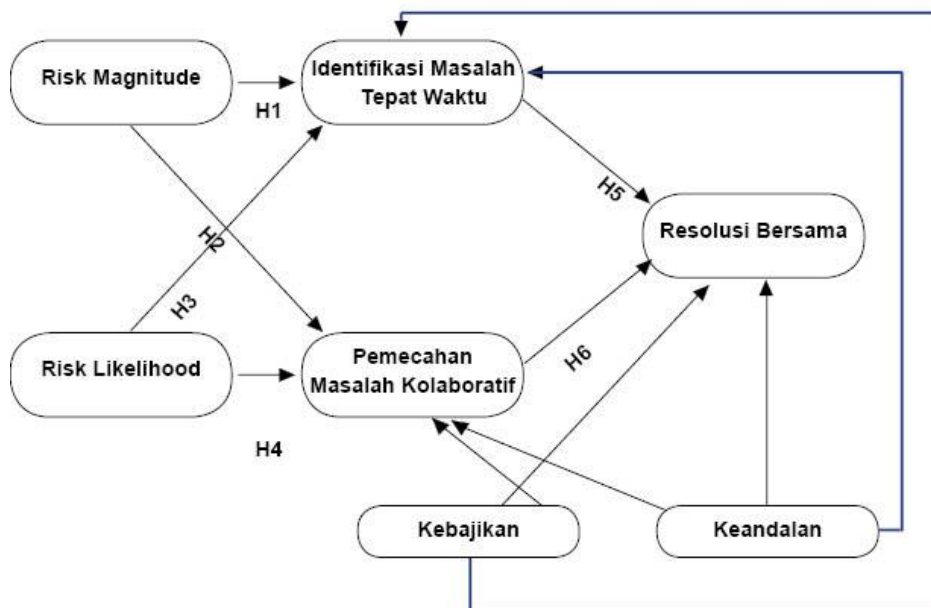 Risk Magnitude
H1
Identifikasi Masalah
Tepat Waktu
H5
Resolusi Bersama
H2
H3
Risk Likelihood
Pemecahan
Masalah Kolaboratif
H6
H4
Kebajikan
Keandalan